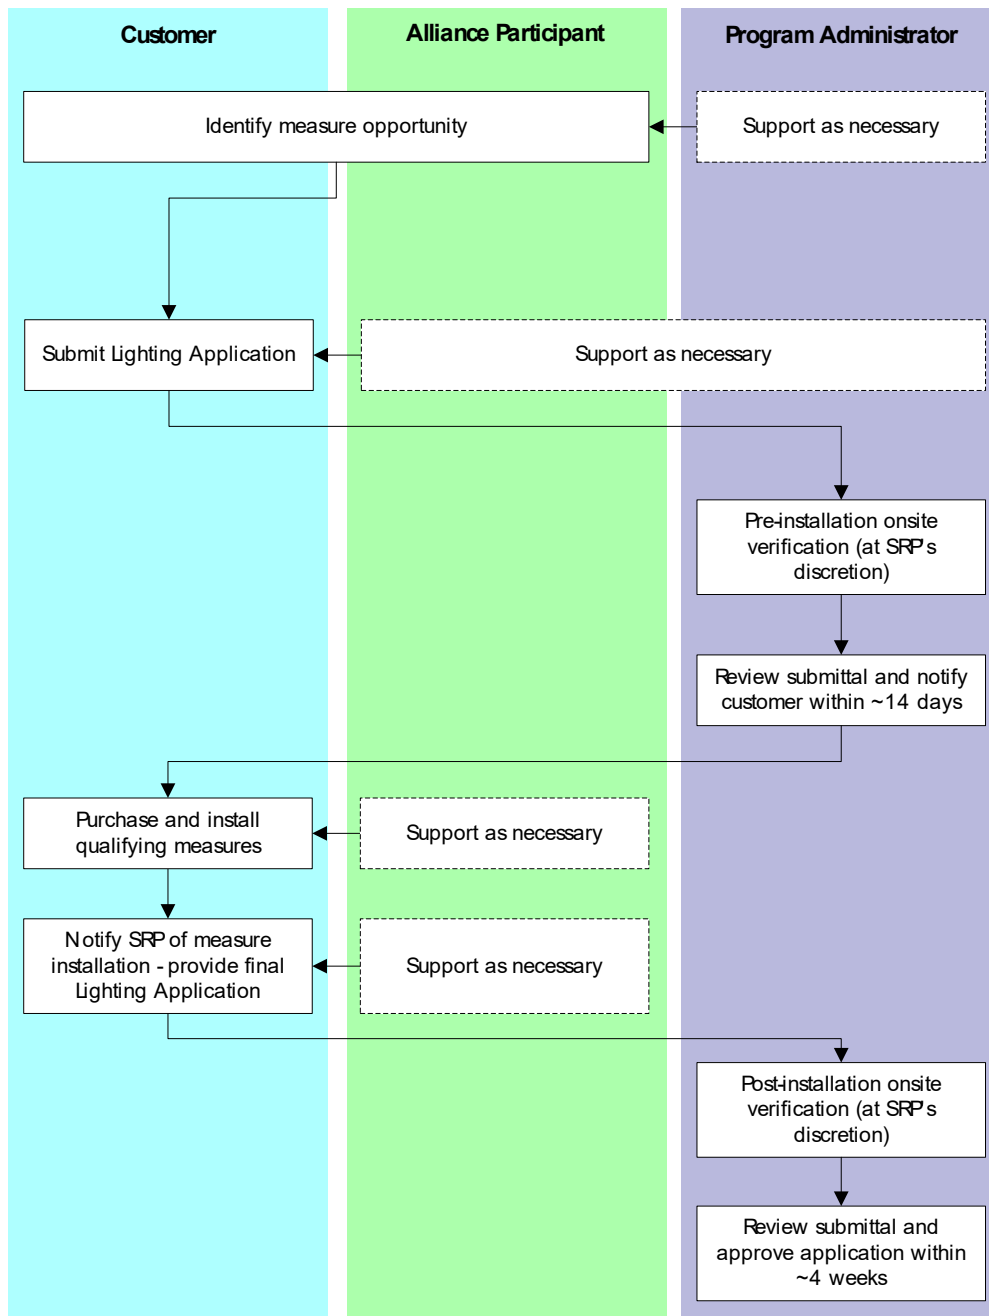 Customer
Alliance Participant
Program Administrator
Identify measure opportunity
Support as necessary
Submit Lighting Application
Support as necessary
Pre-installation onsite
verification (at SRP's
discretion)
Review submittal and notify
customer within ~14 days
Purchase and install
qualifying measures
Support as necessary
Notify SRP of measure
installation - provide final
Lighting Application
Support as necessary
Post-installation onsite
verification (at SRP's
discretion)
Review submittal and
approve application within
~4 weeks